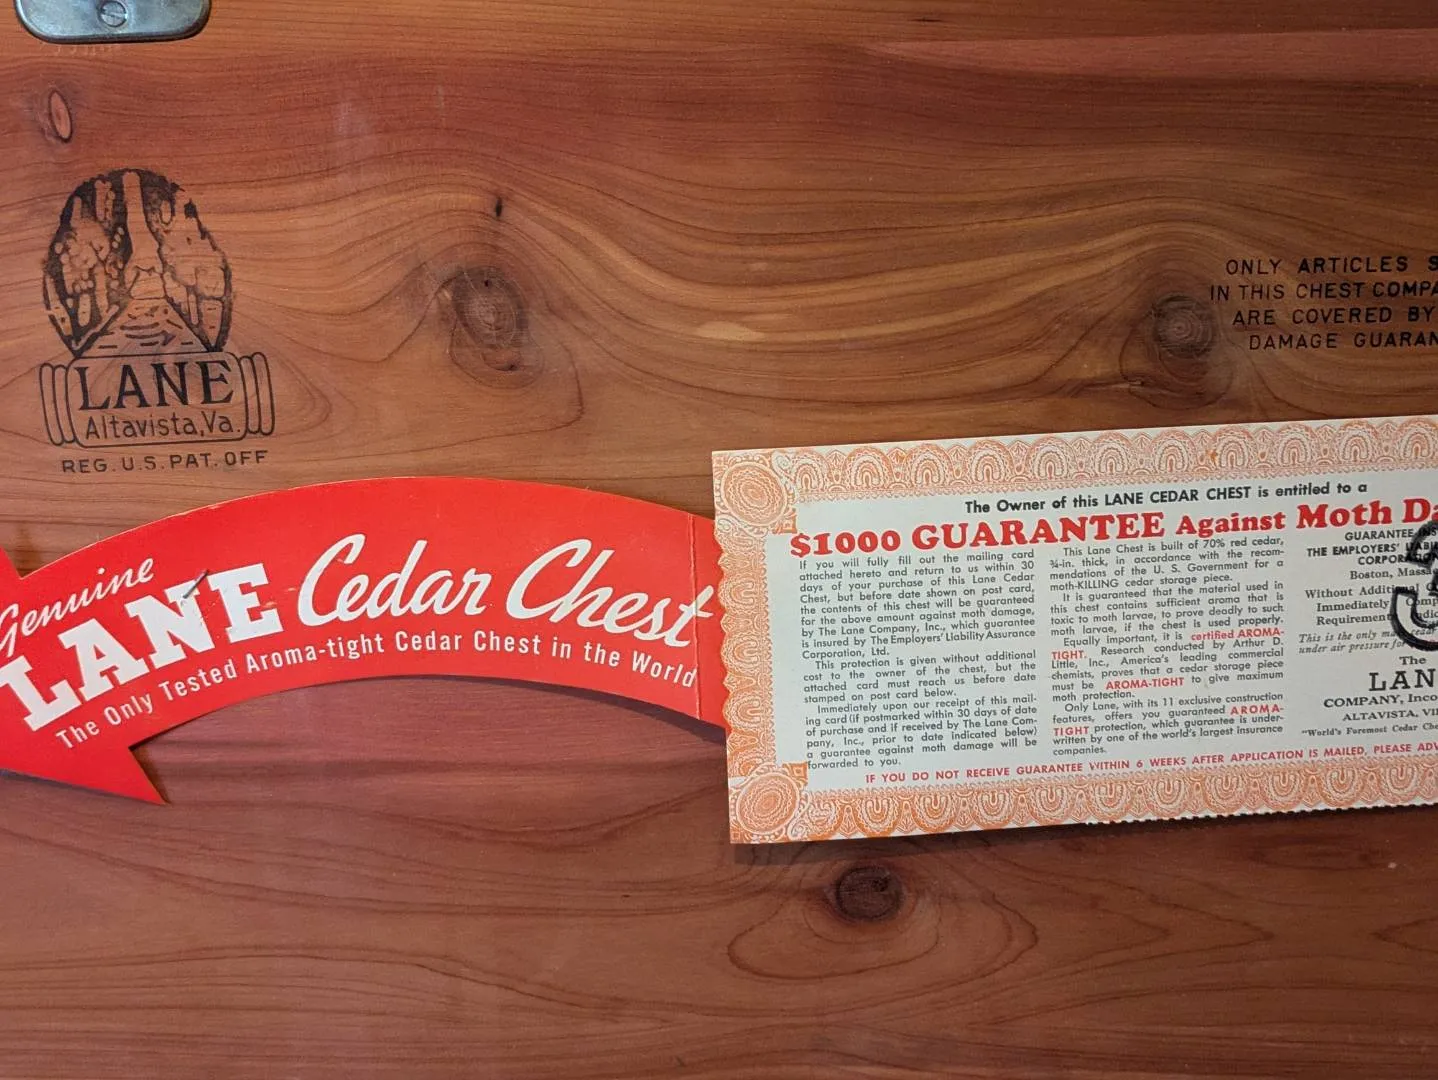 LANE
Altavista,Va.
REG. U.S. PAT. OFF
ONLY ARTICLES
IN THIS CHEST
ARE COVERED BY
DAMAGE
Genuine
LANE Cedar Chest
The Only Tested Aroma-tight Cedar Chest in the World
The Owner of this LANE CEDAR CHEST is entitled to a
$1000 GUARANTEE Against Moth
If you will fully fill out the mailing card
attached hereto and return to us within 30
days of your purchase of this Lane Cedar
Chest, but before date shown on post card,
the contents of this chest will be guaranteed
for the above amount against moth damage,
by The Lane Company, Inc., which guarantee
is insured by The Employers' Liability Assurance
Corporation, Ltd.
This protection is given without additional
cost to the owner of the chest, but the
attached card must reach us before date
stamped on post card below.
Immediately upon our receipt of this mail-
ing card (if postmarked within 30 days of date
of purchase and if received by The Lane Com-
pany, Inc., prior to date indicated below)
a guarantee against moth damage will be
forwarded to you.
This Lane Chest is built of 70% red cedar,
¾-in. thick, in accordance with the recom-
mendations of the U. S. Government for a
moth-KILLING cedar storage piece.
It is guaranteed that the material used in
this chest contains sufficient aroma that is
toxic to moth larvae, to prove deadly to such
moth larvae, if the chest is used properly.
Equally important, it is certified AROMA-
TIGHT. Research conducted by Arthur D.
Little, Inc., America's leading commercial
chemists, proves that a cedar storage piece
must be AROMA-TIGHT to give maximum
moth protection.
Only Lane, with its 11 exclusive construction
features, offers you guaranteed AROMA-
TIGHT protection, which guarantee is under-
written by one of the world's largest insurance
companies.
GUARANTEE
THE EMPLOYERS'
Boston,
Without
Immediately
This is the only
under air pressure
The
COMPANY,
ALTAVISTA,
"World's Foremost Cedar
IF YOU DO NOT RECEIVE GUARANTEE WITHIN 6 WEEKS AFTER APPLICATION IS MAILED, PLEASE